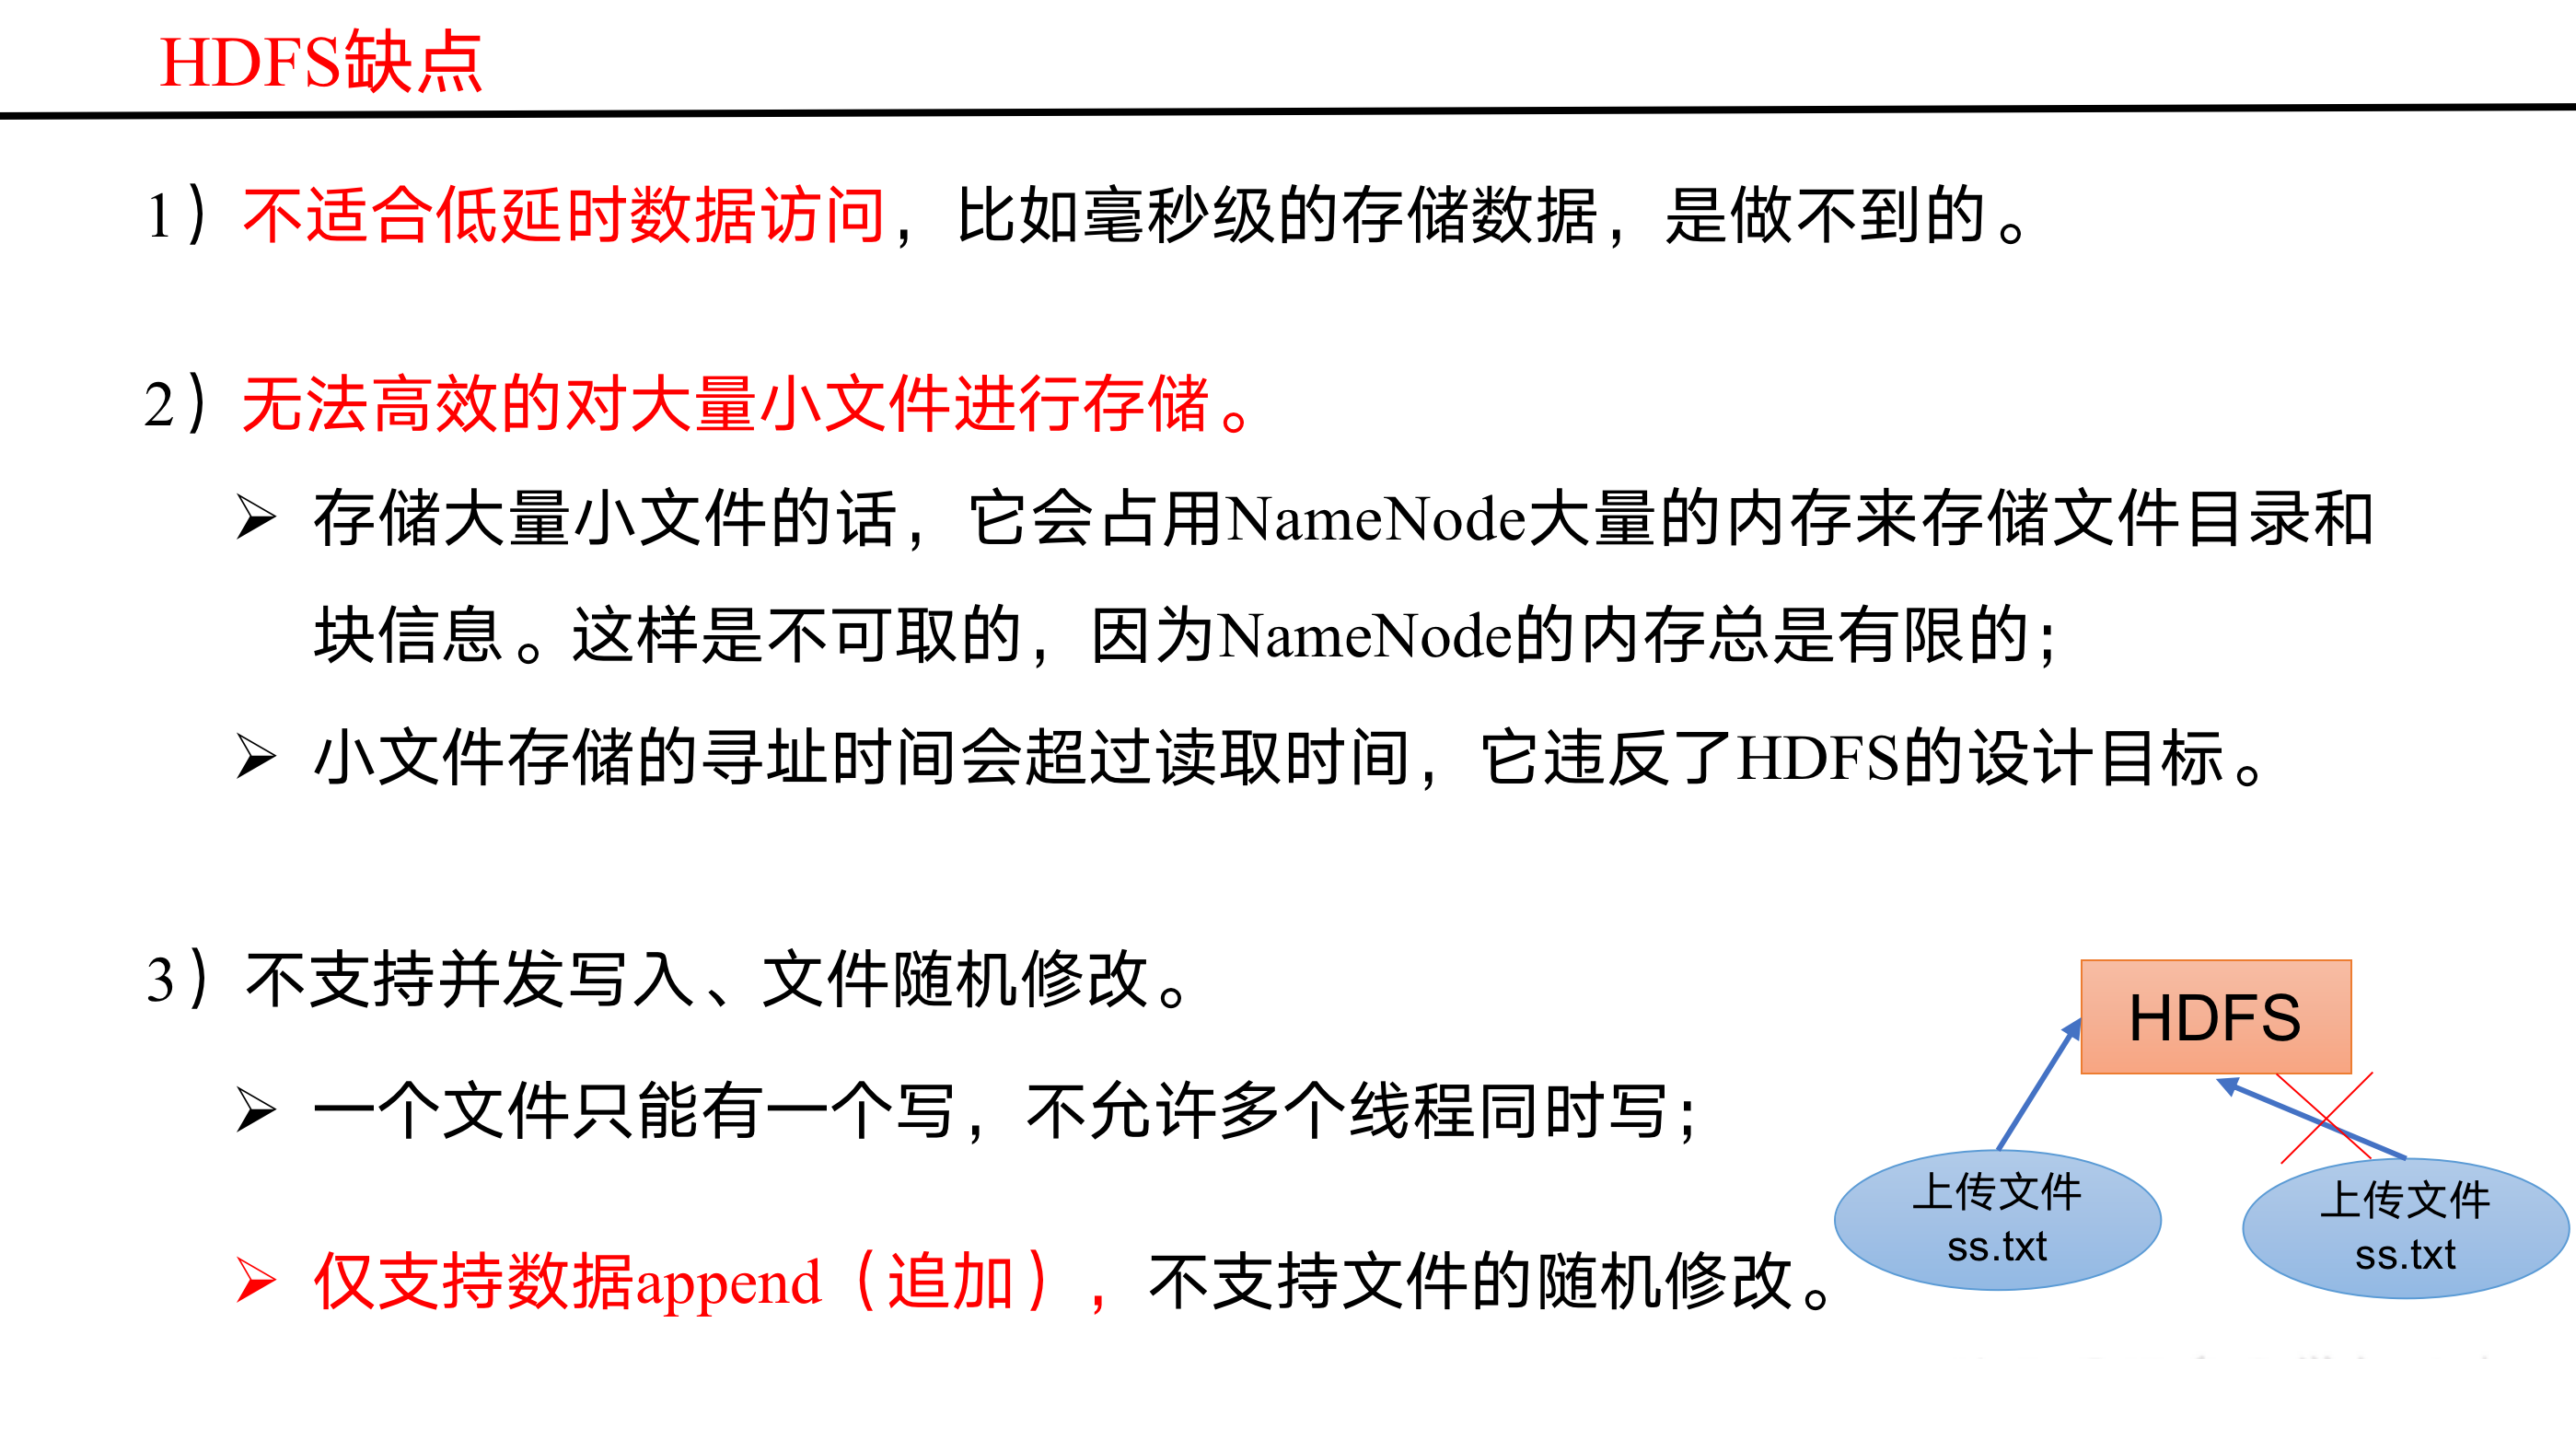 HDFS缺点
1）不适合低延时数据访问，比如毫秒级的存储数据，是做不到的。
2）无法高效的对大量小文件进行存储。
存储大量小文件的话，它会占用NameNode大量的内存来存储文件目录和
块信息。这样是不可取的，因为NameNode的内存总是有限的；
小文件存储的寻址时间会超过读取时间，它违反了HDFS的设计目标。
3）不支持并发写入、文件随机修改。
一个文件只能有一个写，不允许多个线程同时写；
仅支持数据append（追加），不支持文件的随机修改。
HDFS
上传文件
ss.txt
上传文件
ss.txt